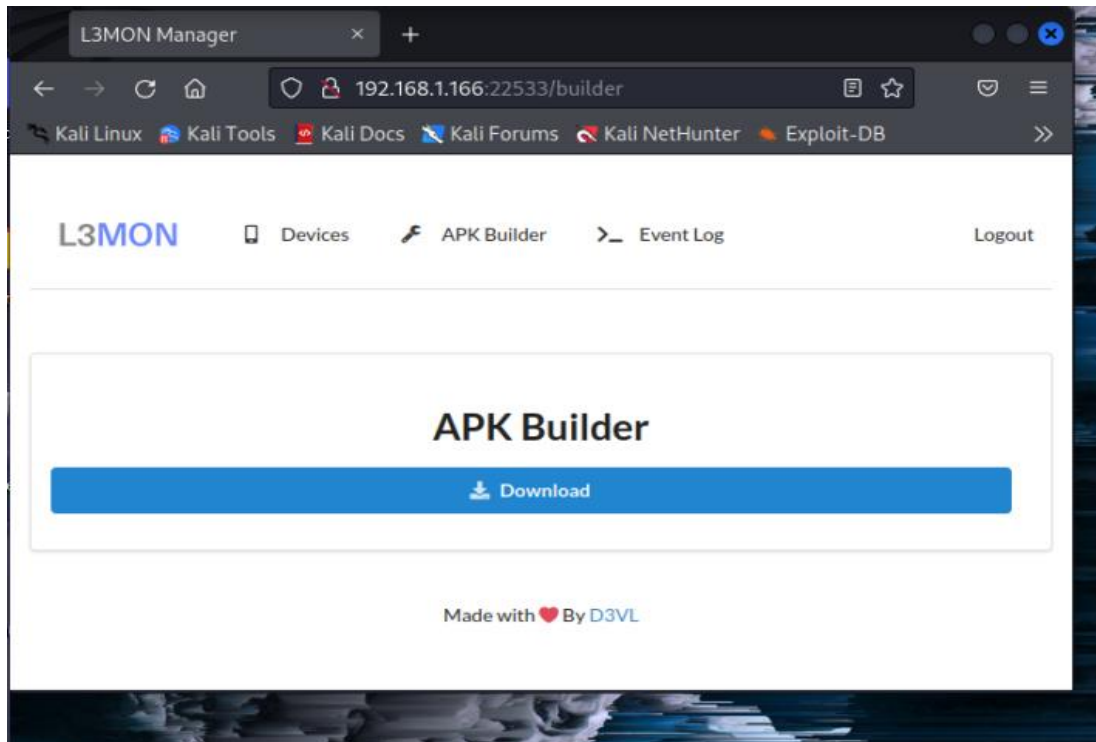 L3MON Manager
192.168.1.166:22533/builder
Kali Linux Kali Tools Kali Docs Kali Forums Kali NetHunter Exploit-DB
L3MON Devices APK Builder Event Log Logout
APK Builder
Download
Made with By D3VL